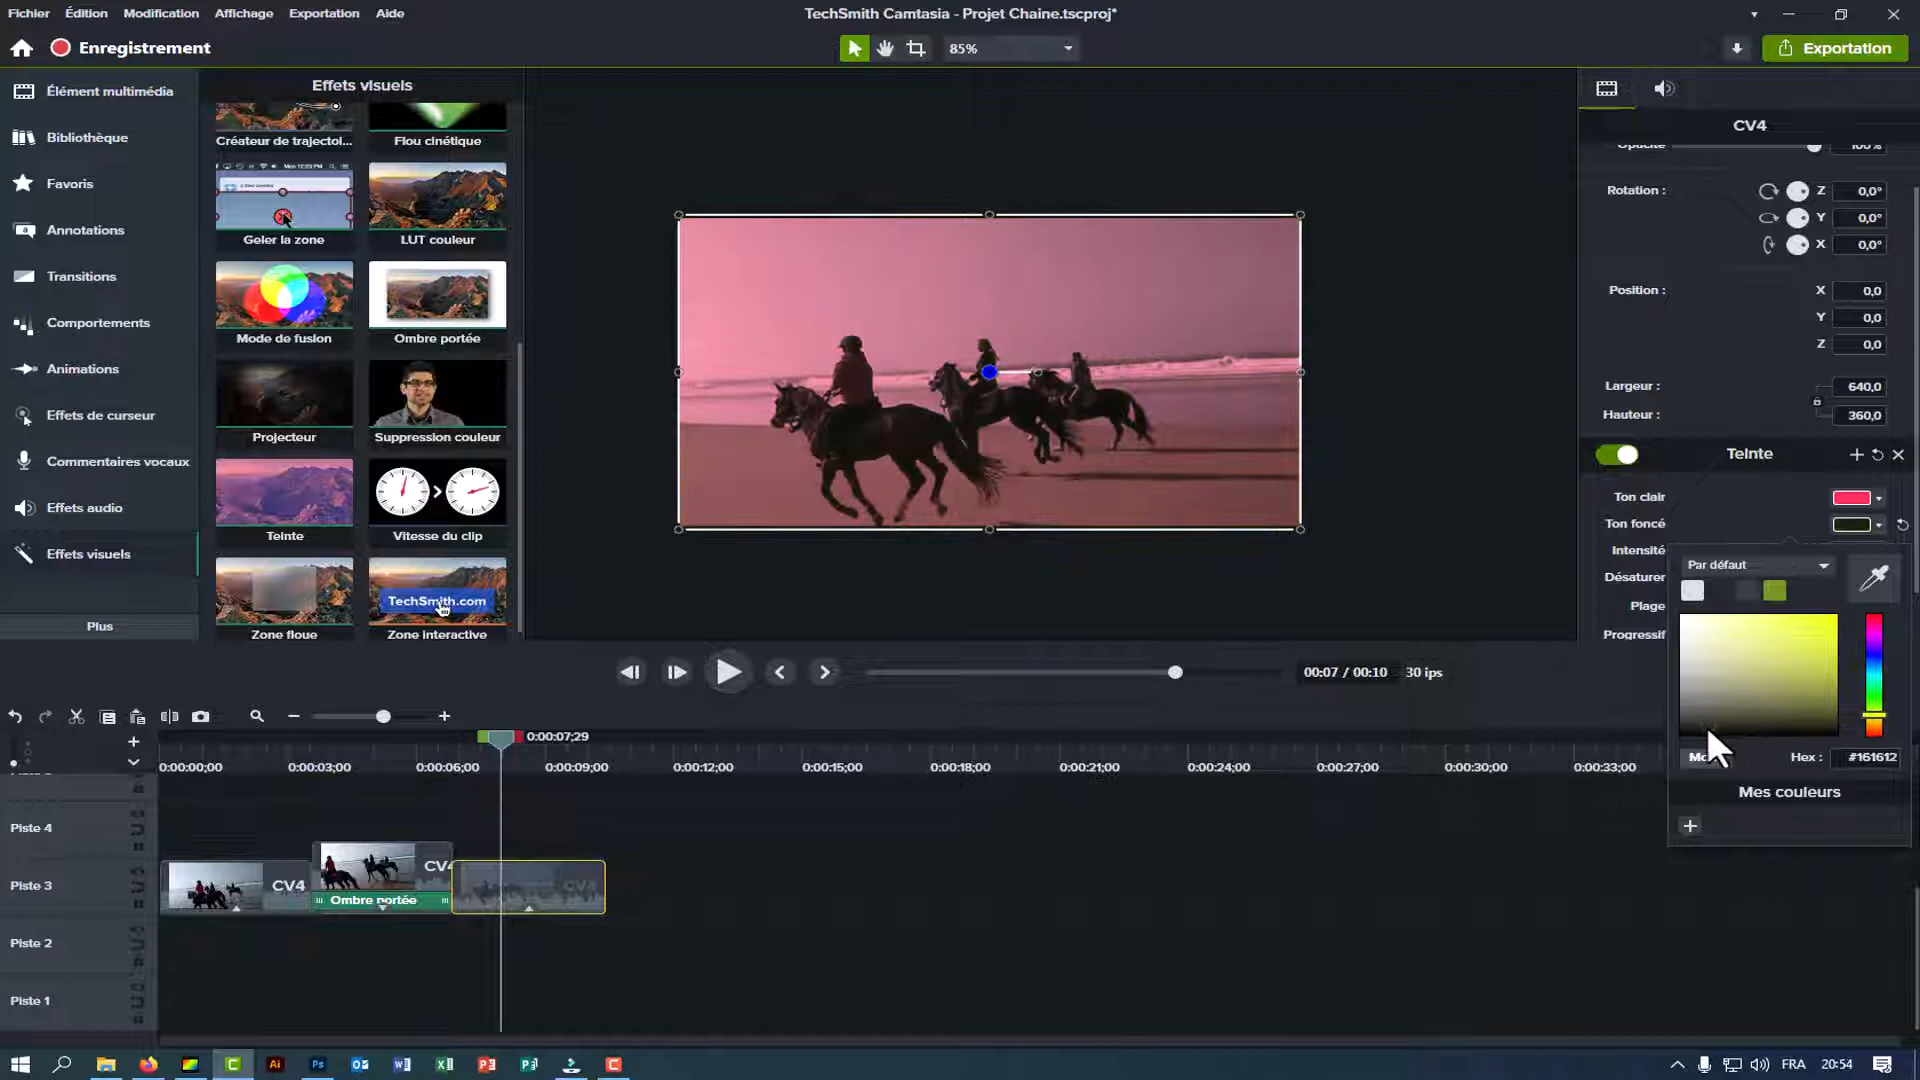 Fichier Édition Modification Affichage Exportation Aide
TechSmith Camtasia - Projet Chaine.tscproj*
Enregistrement
85%
Exportation
Élément multimédia
Bibliothèque
Favoris
Annotations
Transitions
Comportements
Animations
Effets de curseur
Commentaires vocaux
Effets audio
Effets visuels
Plus
Effets visuels
Créateur de trajectoi...
Flou cinétique
Geler la zone
LUT couleur
Mode de fusion
Ombre portée
Projecteur
Suppression couleur
Teinte
Vitesse du clip
TechSmith.com
Zone floue
Zone interactive
CV4
Opacité 100%
Rotation : Z 0,0°
Y 0,0°
X 0,0°
Position : X 0,0
Y 0,0
Z 0,0
Largeur : 640,0
Hauteur : 360,0
Teinte
Ton clair
Ton foncé
Intensité
Désaturer
Plage
Progressif
Par défaut
Hex : #161612
Mes couleurs
00:07 / 00:10 30 ips
0:00:07;29
0:00:00;00 0:00:03;00 0:00:06;00 0:00:09;00 0:00:12;00 0:00:15;00 0:00:18;00 0:00:21;00 0:00:24;00 0:00:27;00 0:00:30;00 0:00:33;00
Piste 4
Piste 3
CV4
CV4
Ombre portée
CV4
Piste 2
Piste 1
FRA 20:54